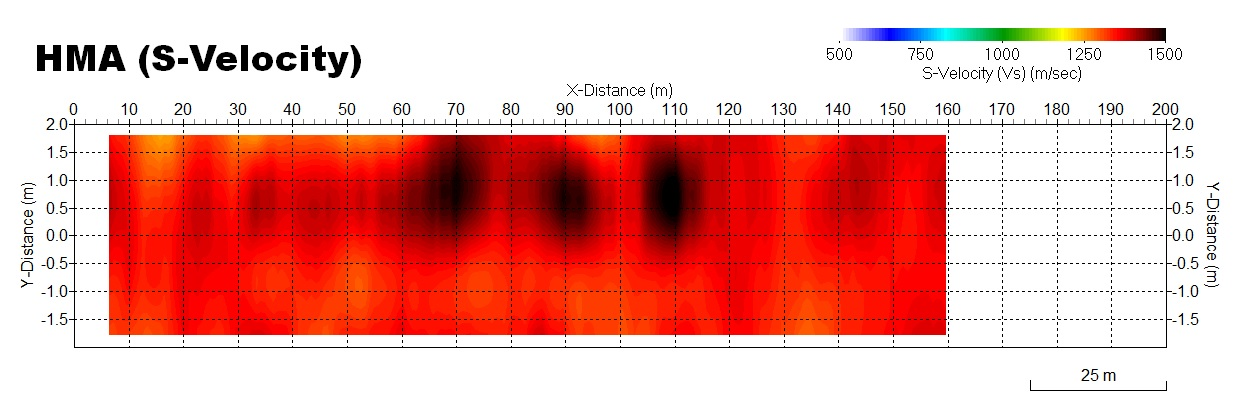 HMA (S-Velocity)
500 750 1000 1250 1500
S-Velocity (Vs) (m/sec)
X-Distance (m)
0 10 20 30 40 50 60 70 80 90 100 110 120 130 140 150 160 170 180 190 200
2.0 2.0
1.5 1.5
1.0 1.0
0.5 0.5
0.0 0.0
-0.5 -0.5
-1.0 -1.0
-1.5 -1.5
Y-Distance (m)
Y-Distance (m)
25 m